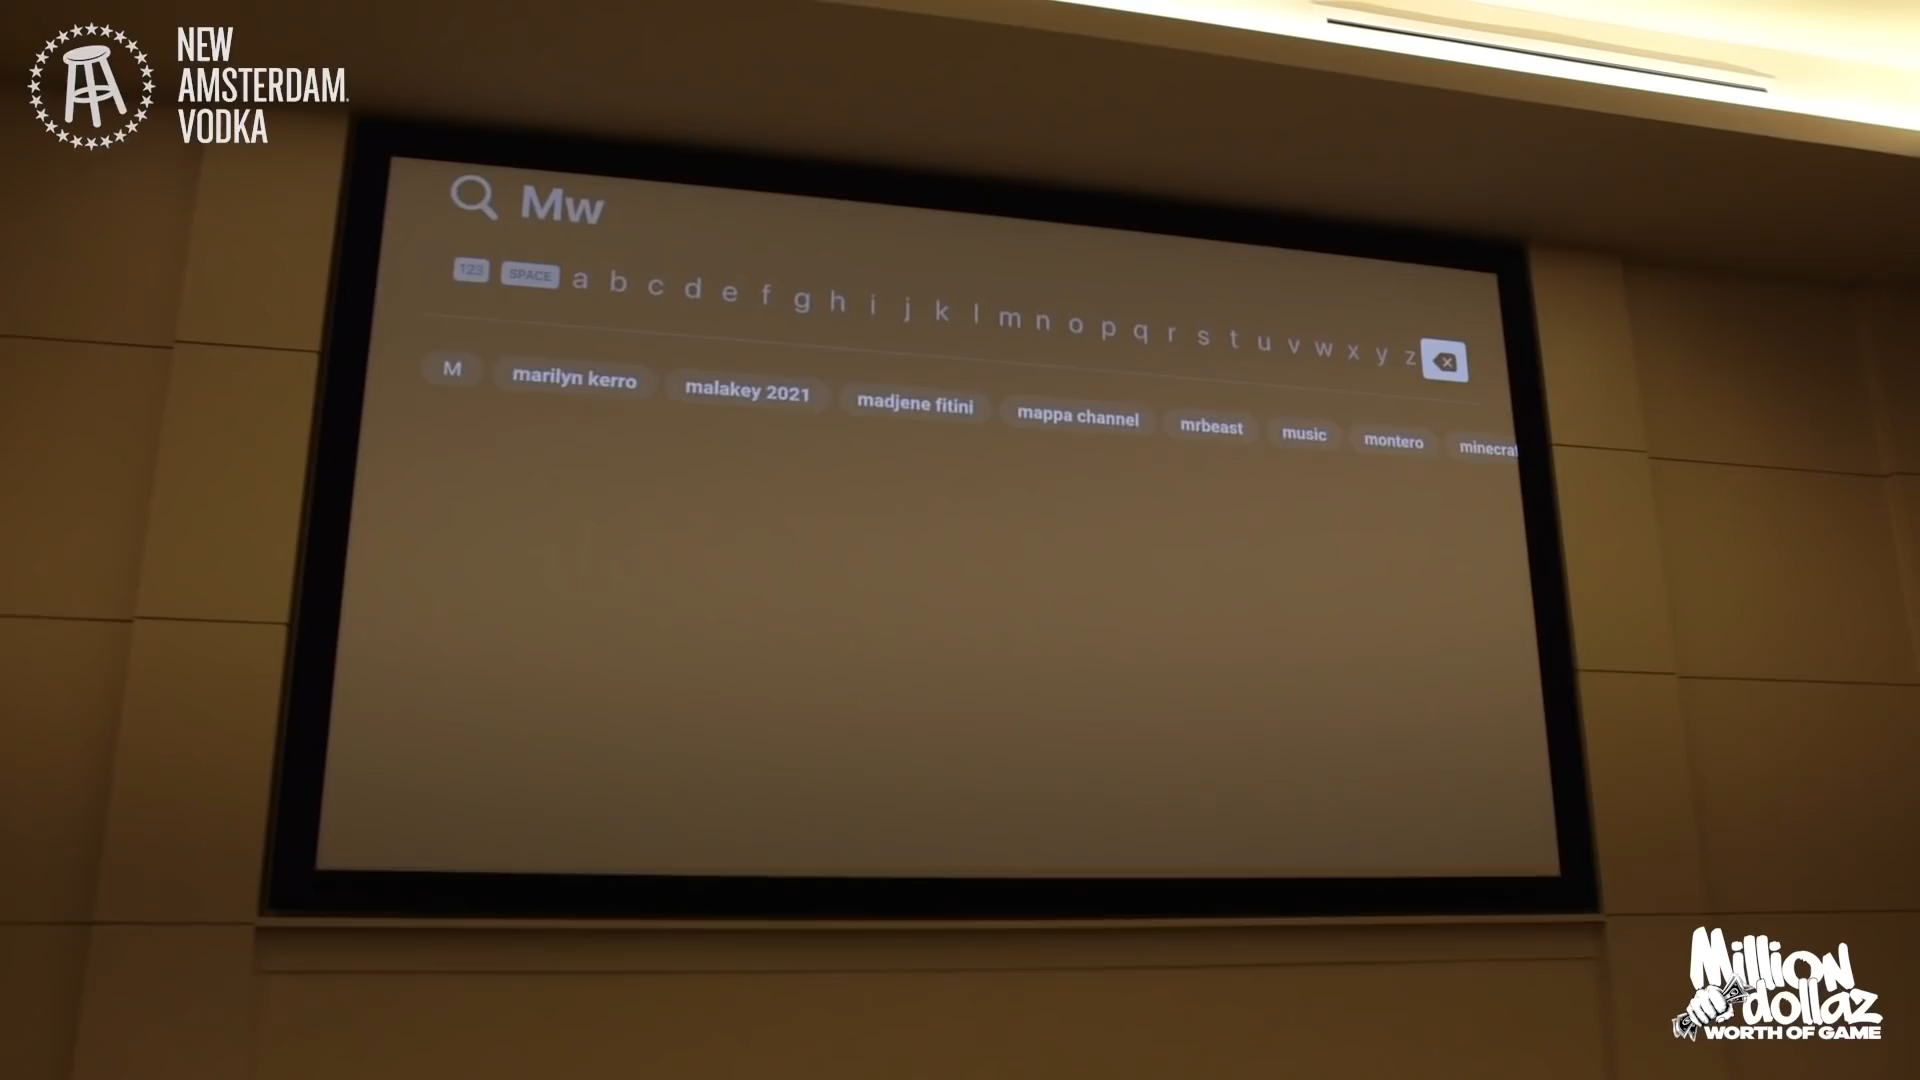 NEW
AMSTERDAM
VODKA
Mw
123 SPACE a b c d e f g h i j k l m n o p q r s t u v w x y z
M marilyn kerro malakey 2021 madjene fitini mappa channel mrbeast music montero minecraf
Million
dollaz
WORTH OF GAME